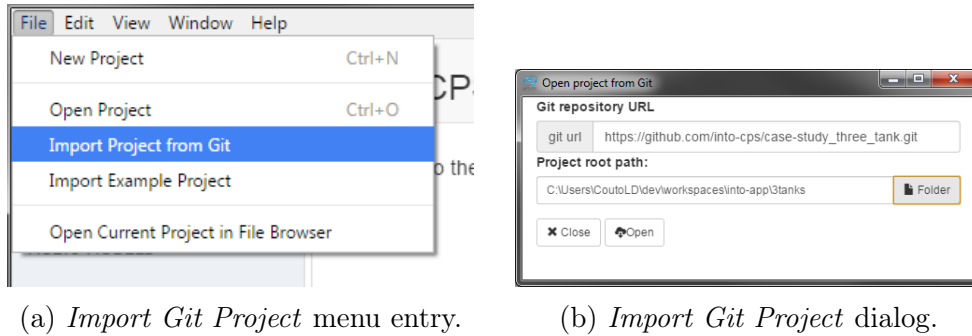 File Edit View Window Help
New Project Ctrl+N
Open Project Ctrl+O
Import Project from Git
Import Example Project
Open Current Project in File Browser
CP
o the
(a) Import Git Project menu entry.
Open project from Git
Git repository URL
git url https://github.com/into-cps/case-study_three_tank.git
Project root path:
C:\Users\CoutoLD\dev\workspaces\into-app\3tanks Folder
Close Open
(b) Import Git Project dialog.